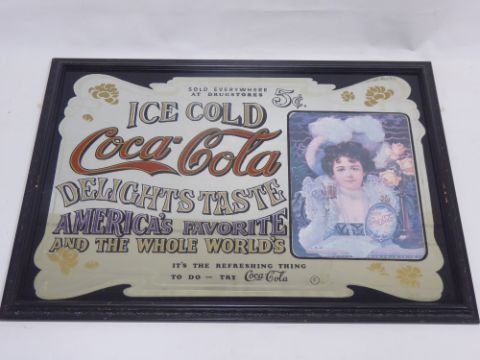 SOLD EVERYWHERE
AT DRUGSTORES 5¢
ICE COLD
Coca-Cola
DELIGHTS TASTE
AMERICA'S FAVORITE
AND THE WHOLE WORLD'S
IT'S THE REFRESHING THING
TO DO — TRY Coca-Cola